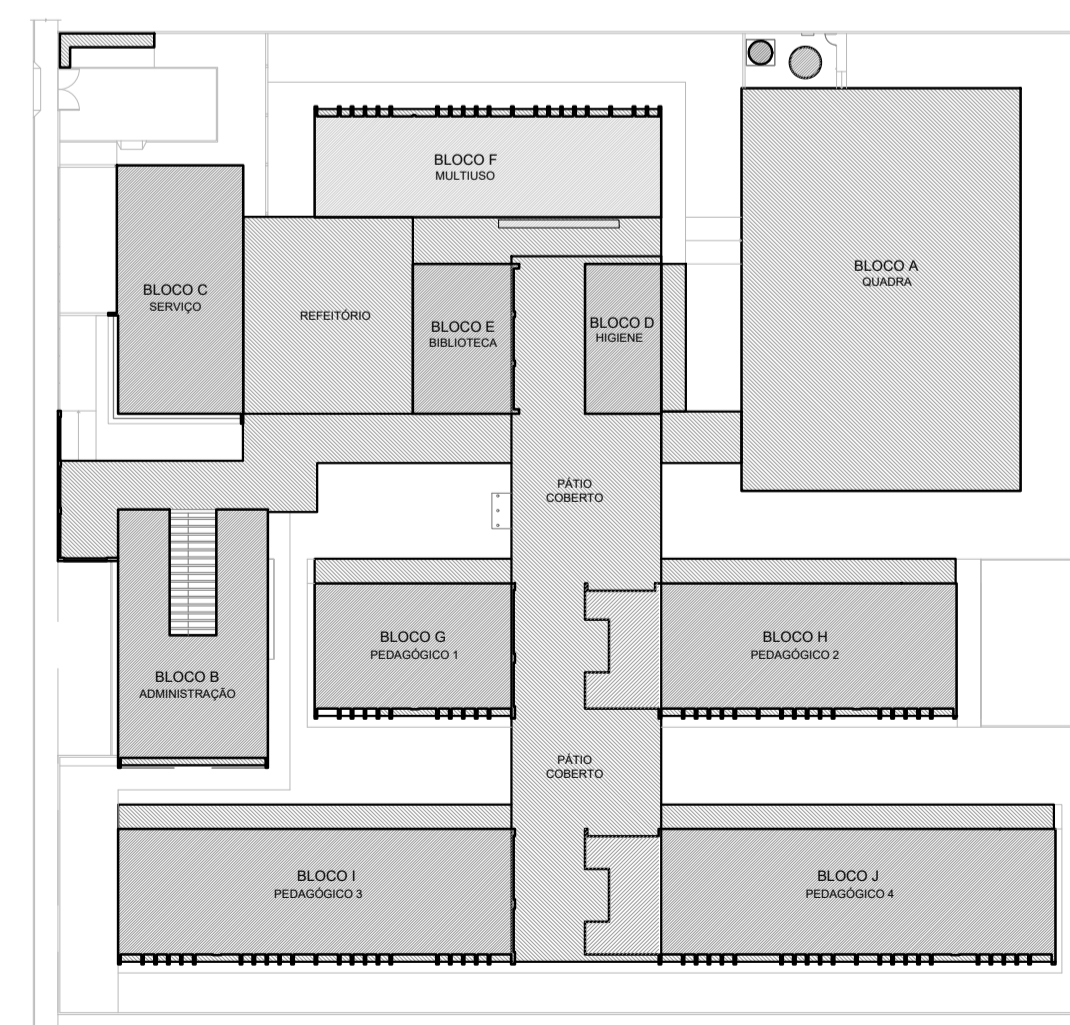 BLOCO F
MULTIUSO
BLOCO A
QUADRA
BLOCO C
SERVIÇO
REFEITÓRIO
BLOCO E
BIBLIOTECA
BLOCO D
HIGIENE
PÁTIO
COBERTO
BLOCO G
PEDAGÓGICO 1
BLOCO H
PEDAGÓGICO 2
BLOCO B
ADMINISTRAÇÃO
PÁTIO
COBERTO
BLOCO I
PEDAGÓGICO 3
BLOCO J
PEDAGÓGICO 4